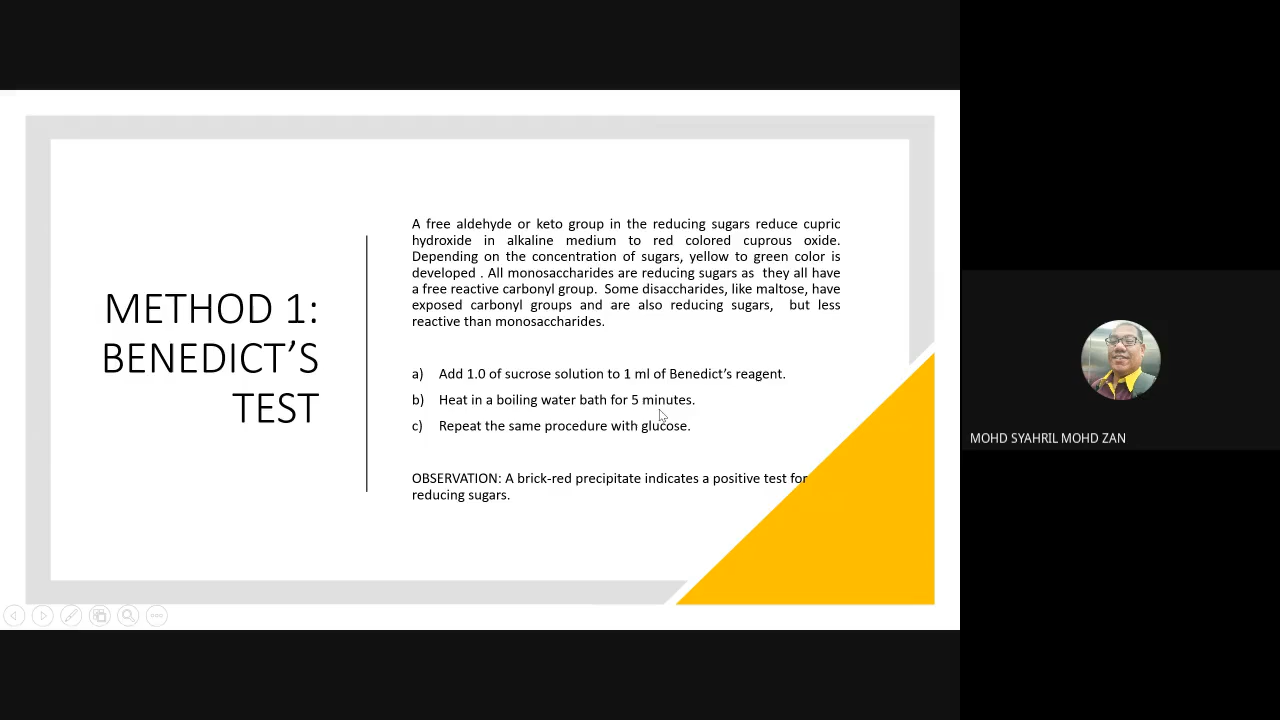 METHOD 1:
BENEDICT'S
TEST
A free aldehyde or keto group in the reducing sugars reduce cupric
hydroxide in alkaline medium to red colored cuprous oxide.
Depending on the concentration of sugars, yellow to green color is
developed . All monosaccharides are reducing sugars as they all have
a free reactive carbonyl group. Some disaccharides, like maltose, have
exposed carbonyl groups and are also reducing sugars, but less
reactive than monosaccharides.
a) Add 1.0 of sucrose solution to 1 ml of Benedict's reagent.
b) Heat in a boiling water bath for 5 minutes.
c) Repeat the same procedure with glucose.
OBSERVATION: A brick-red precipitate indicates a positive test for
reducing sugars.
MOHD SYAHRIL MOHD ZAN